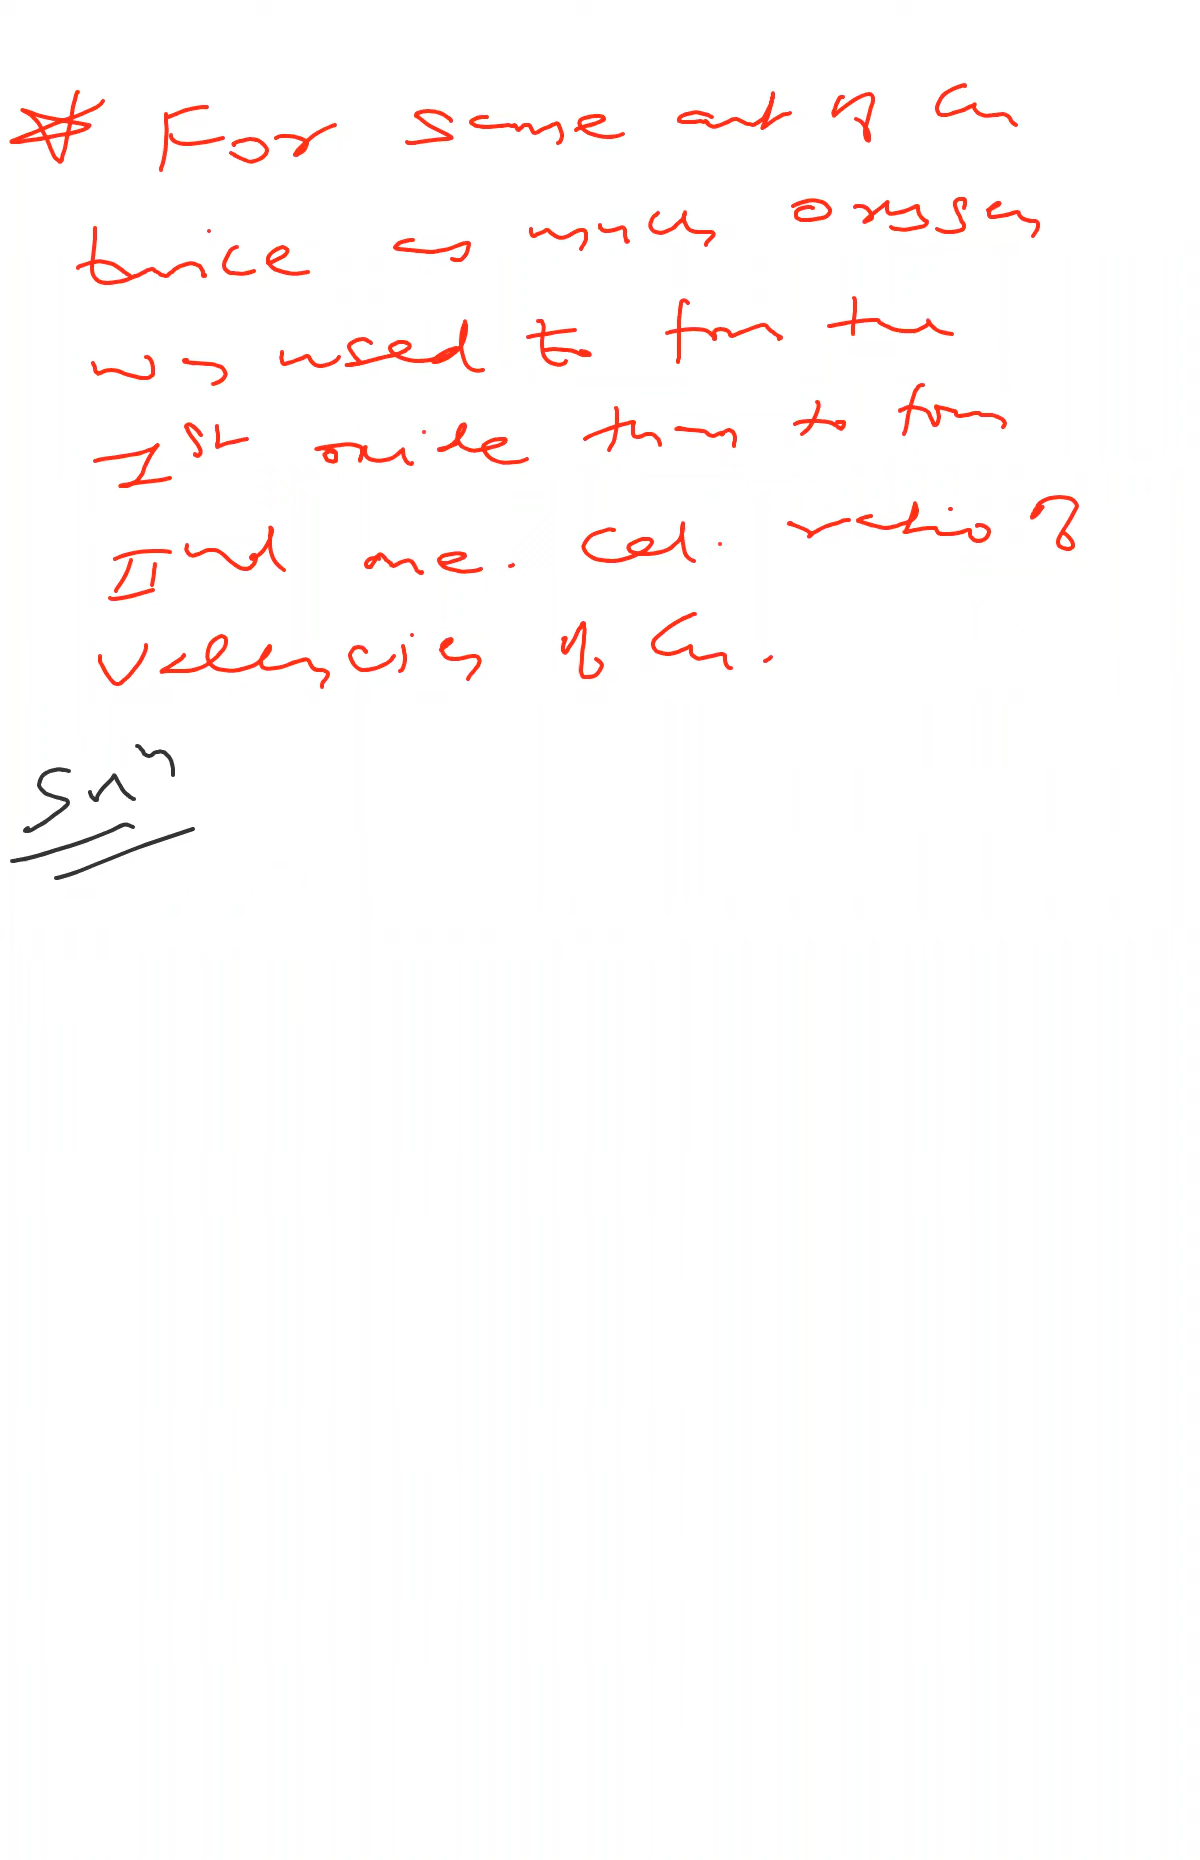 * For same amt of Cu
twice as much oxygen
was used to form the
Ist oxide than to form
IInd one. Cal. ratio of
valencies of Cu.
Soln